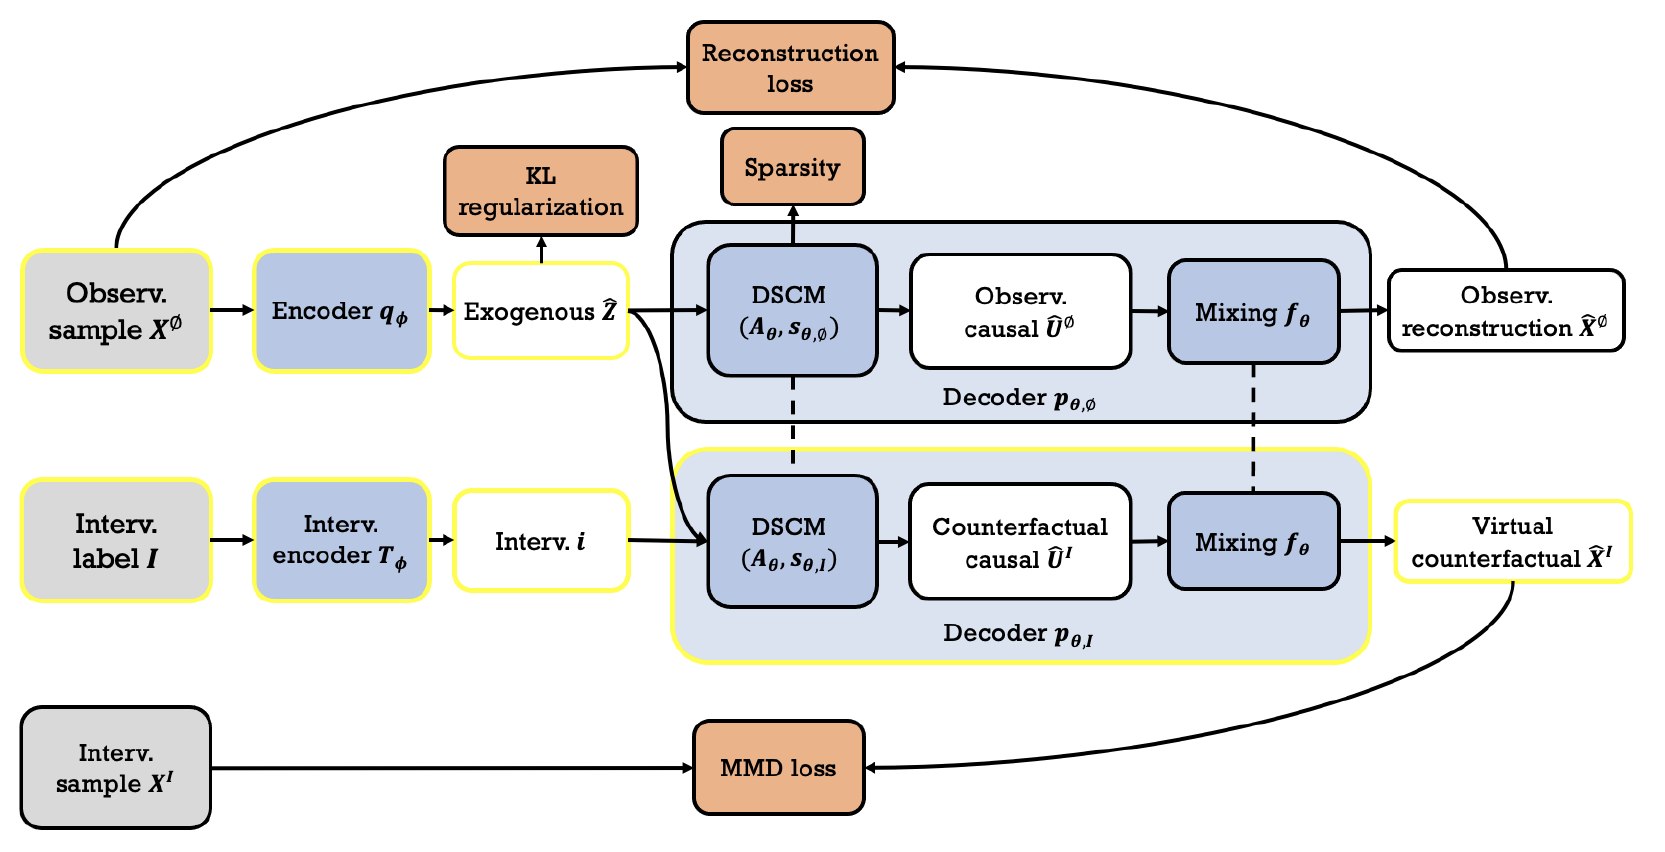 Reconstruction
loss
Sparsity
KL
regularization
Observ.
sample X^∅
Encoder q_ϕ
Exogenous Ẑ
DSCM
(A_θ, s_θ,∅)
Observ.
causal Û^∅
Mixing f_θ
Observ.
reconstruction X̂^∅
Decoder p_θ,∅
Interv.
label I
Interv.
encoder T_ϕ
Interv. i
DSCM
(A_θ, s_θ,I)
Counterfactual
causal Û^I
Mixing f_θ
Virtual
counterfactual X̂^I
Decoder p_θ,I
Interv.
sample X^I
MMD loss